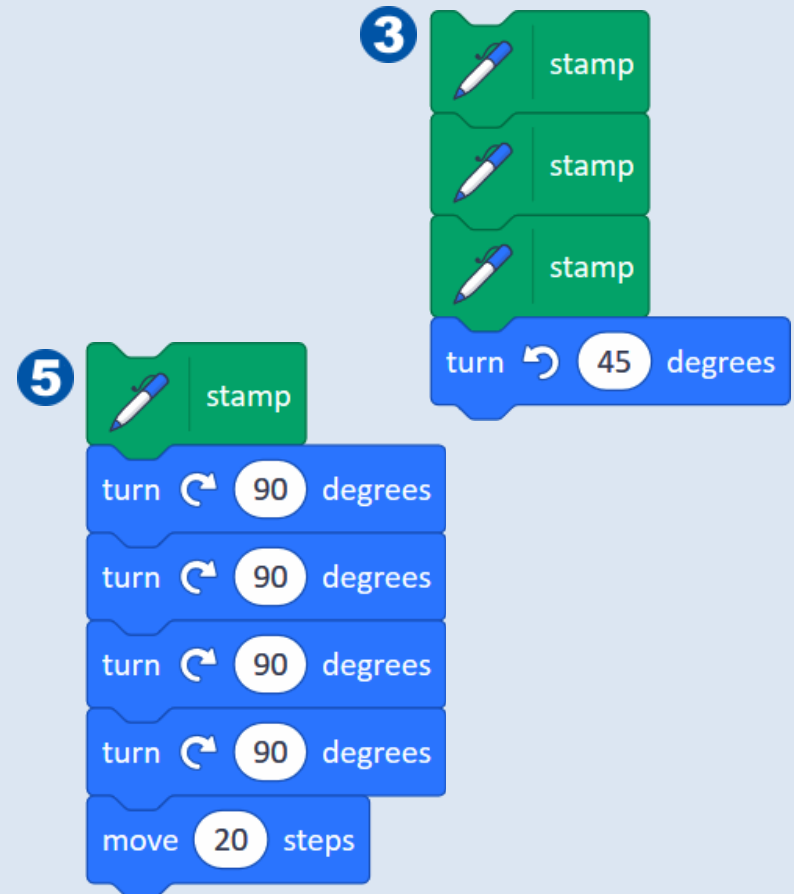 3
stamp
stamp
stamp
turn 45 degrees
5
stamp
turn 90 degrees
turn 90 degrees
turn 90 degrees
turn 90 degrees
move 20 steps